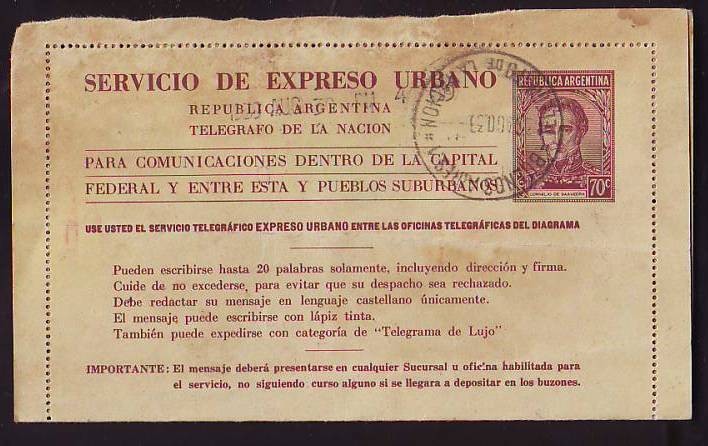 SERVICIO DE EXPRESO URBANO
REPUBLICA ARGENTINA
TELEGRAFO DE LA NACION
PARA COMUNICACIONES DENTRO DE LA CAPITAL
FEDERAL Y ENTRE ESTA Y PUEBLOS SUBURBANOS
REPUBLICA ARGENTINA
CORNELIO DE SAAVEDRA
70c
USE USTED EL SERVICIO TELEGRÁFICO EXPRESO URBANO ENTRE LAS OFICINAS TELEGRÁFICAS DEL DIAGRAMA
Pueden escribirse hasta 20 palabras solamente, incluyendo dirección y firma.
Cuide de no excederse, para evitar que su despacho sea rechazado.
Debe redactar su mensaje en lenguaje castellano únicamente.
El mensaje puede escribirse con lápiz tinta.
También puede expedirse con categoría de "Telegrama de Lujo"
IMPORTANTE: El mensaje deberá presentarse en cualquier Sucursal u oficina habilitada para
el servicio, no siguiendo curso alguno si se llegara a depositar en los buzones.